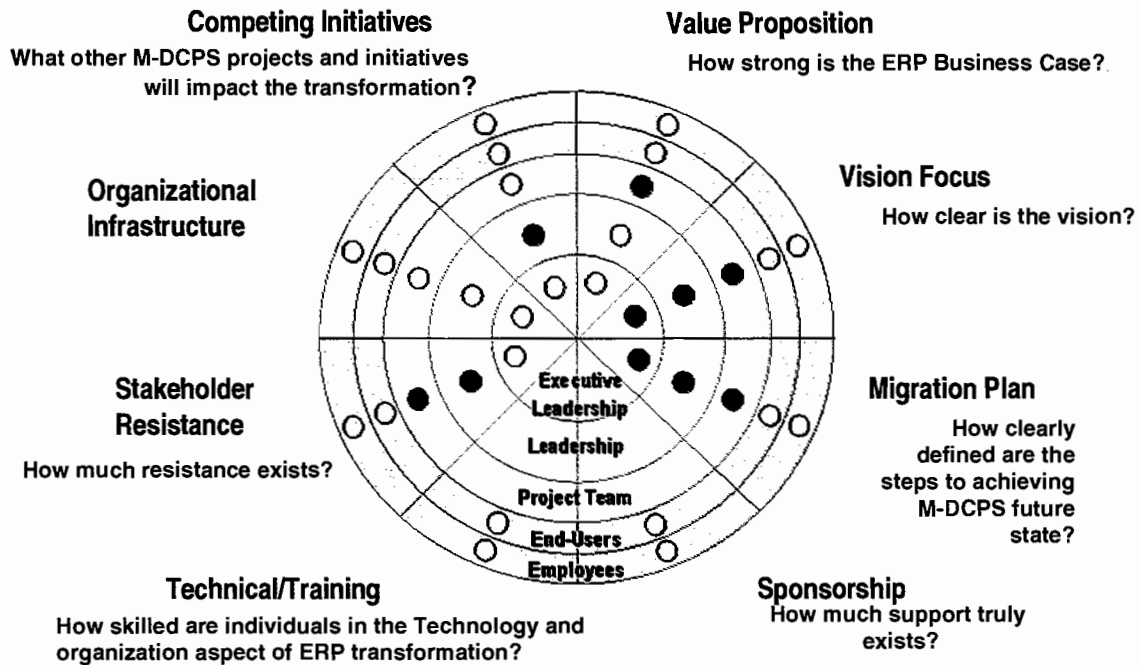 Competing Initiatives
What other M-DCPS projects and initiatives
will impact the transformation?
Value Proposition
How strong is the ERP Business Case?
Organizational
Infrastructure
Vision Focus
How clear is the vision?
Stakeholder
Resistance
How much resistance exists?
Executive
Leadership
Leadership
Project Team
End-Users
Employees
Migration Plan
How clearly
defined are the
steps to achieving
M-DCPS future
state?
Technical/Training
How skilled are individuals in the Technology and
organization aspect of ERP transformation?
Sponsorship
How much support truly
exists?